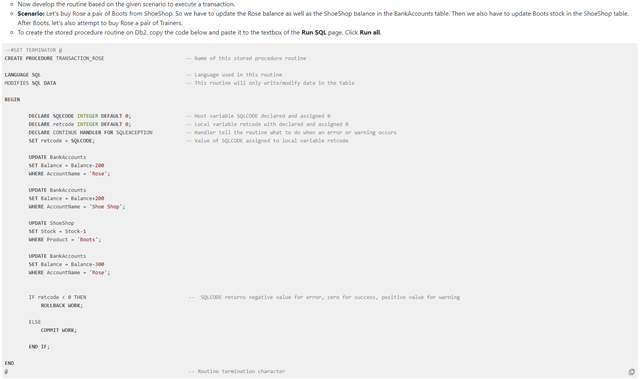 Now develop the routine based on the given scenario to execute a transaction.
Scenario: Let's buy Rose a pair of Boots from ShoeShop. So we have to update the Rose balance as well as the ShoeShop balance in the BankAccounts table. Then we also have to update Boots stock in the ShoeShop table.
After Boots, let's also attempt to buy Rose a pair of Trainers.
To create the stored procedure routine on Db2, copy the code below and paste it to the textbox of the Run SQL page. Click Run all.
--#SET TERMINATOR @
CREATE PROCEDURE TRANSACTION_ROSE -- Name of this stored procedure routine
LANGUAGE SQL -- Language used in this routine
MODIFIES SQL DATA -- This routine will only write/modify data in the table
BEGIN
DECLARE SQLCODE INTEGER DEFAULT 0; -- Host variable SQLCODE declared and assigned 0
DECLARE retcode INTEGER DEFAULT 0; -- Local variable retcode with declared and assigned 0
DECLARE CONTINUE HANDLER FOR SQLEXCEPTION -- Handler tell the routine what to do when an error or warning occurs
SET retcode = SQLCODE; -- Value of SQLCODE assigned to local variable retcode
UPDATE BankAccounts
SET Balance = Balance-200
WHERE AccountName = 'Rose';
UPDATE BankAccounts
SET Balance = Balance+200
WHERE AccountName = 'Shoe Shop';
UPDATE ShoeShop
SET Stock = Stock-1
WHERE Product = 'Boots';
UPDATE BankAccounts
SET Balance = Balance-300
WHERE AccountName = 'Rose';
IF retcode < 0 THEN -- SQLCODE returns negative value for error, zero for success, positive value for warning
ROLLBACK WORK;
ELSE
COMMIT WORK;
END IF;
END
@ -- Routine termination character